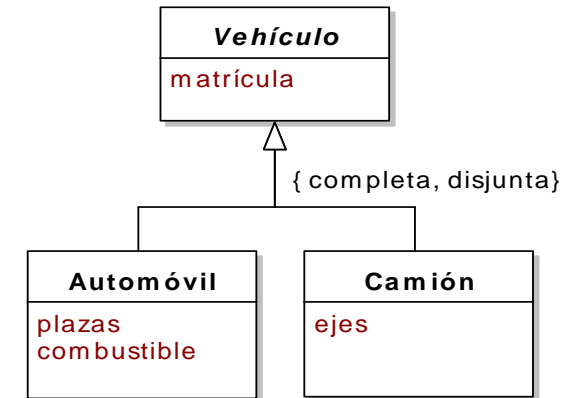 Vehículo
matrícula
{completa, disjunta}
Automóvil
plazas
combustible
Camión
ejes